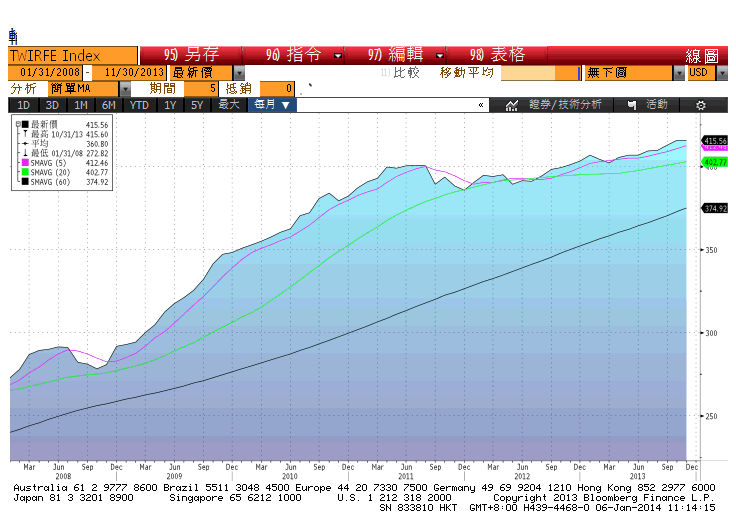 TWIRFE Index 95) 另存 96) 指令 97) 編輯 98) 表格 線圖
01/31/2008 - 11/30/2013 最新價 比較 移動平均 無下圖 USD
分析 簡單MA 期間 5 抵銷 0
1D 3D 1M 6M YTD 1Y 5Y 最大 每月 ▼ « 證券/技術分析 活動
最新價 415.56
最高 10/31/13 415.60
平均 360.80
最低 01/31/08 272.82
SMAVG (5) 412.46
SMAVG (20) 402.77
SMAVG (60) 374.92
415.56
402.77
400
374.92
350
300
250
Mar Jun Sep Dec Mar Jun Sep Dec Mar Jun Sep Dec Mar Jun Sep Dec Mar Jun Sep Dec Mar Jun Sep Dec
2008 2009 2010 2011 2012 2013
Australia 61 2 9777 8600 Brazil 5511 3048 4500 Europe 44 20 7330 7500 Germany 49 69 9204 1210 Hong Kong 852 2977 6000
Japan 81 3 3201 8900 Singapore 65 6212 1000 U.S. 1 212 318 2000 Copyright 2013 Bloomberg Finance L.P.
SN 833810 HKT GMT+8:00 H439-4468-0 06-Jan-2014 11:14:15